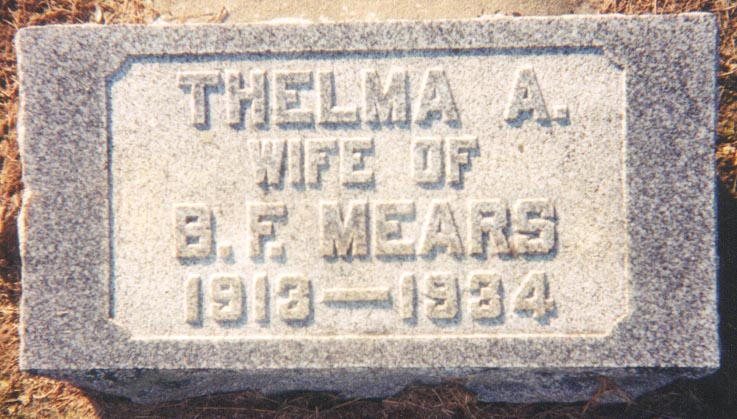 THELMA A.
WIFE OF
B. F. MEARS
1913—1934